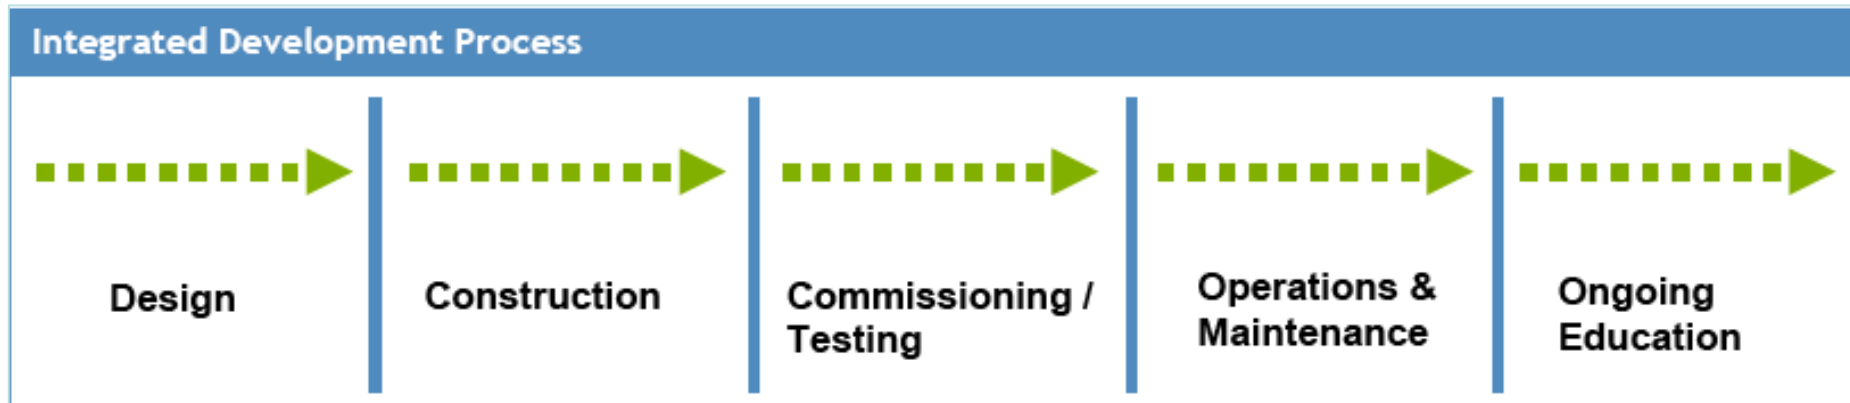 Integrated Development Process
Design
Construction
Commissioning /
Testing
Operations &
Maintenance
Ongoing
Education